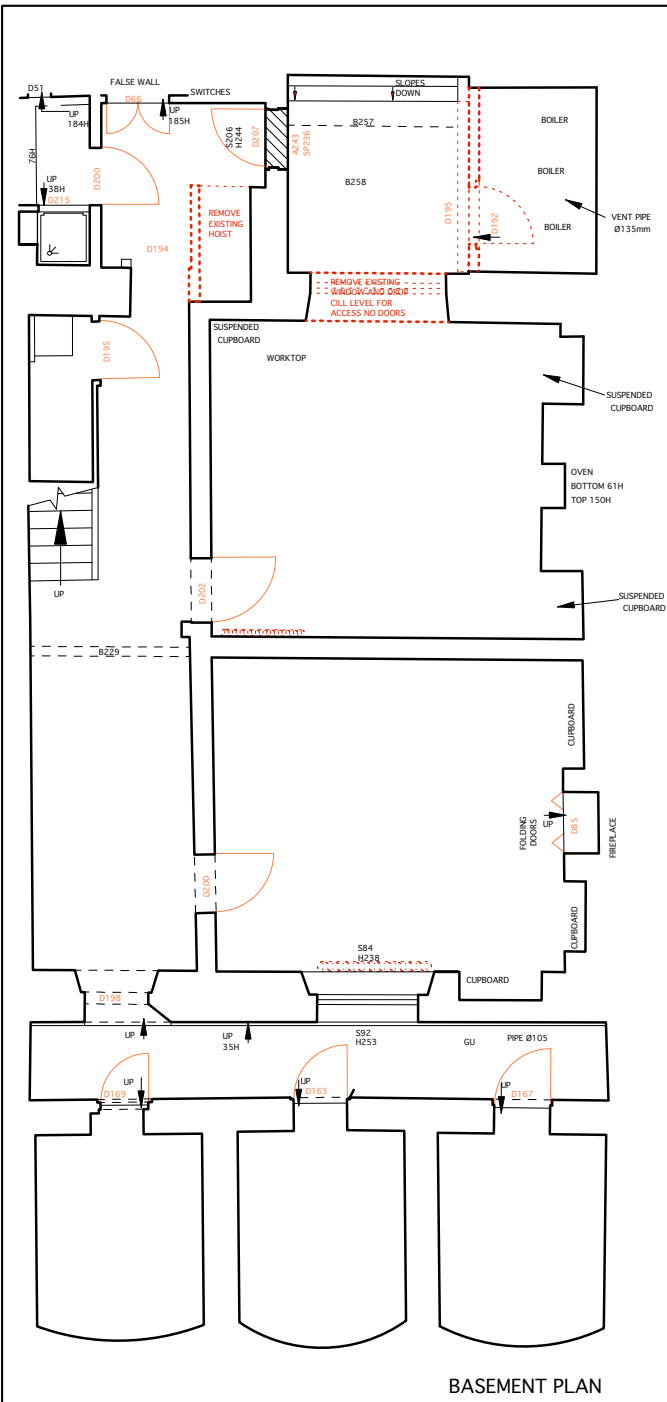 D51
FALSE WALL
D66
SWITCHES
SLOPES
DOWN
UP
184H
UP
185H
S206
H244
D207
A243
SP236
B257
BOILER
76H
D200
UP
38H
D215
B258
BOILER
D194
REMOVE
EXISTING
HOIST
D195
D192
BOILER
VENT PIPE
Ø135mm
REMOVE EXISTING
WINDOW AND DROP
CILL LEVEL FOR
ACCESS NO DOORS
SUSPENDED
CUPBOARD
WORKTOP
D195
SUSPENDED
CUPBOARD
OVEN
BOTTOM 61H
TOP 150H
UP
D202
SUSPENDED
CUPBOARD
B229
CUPBOARD
FOLDING
DOORS
UP
D85
FIREPLACE
D200
CUPBOARD
S84
H238
CUPBOARD
D198
UP
UP
35H
S92
H253
GU
PIPE Ø105
UP
D169
UP
D163
UP
D167
BASEMENT PLAN